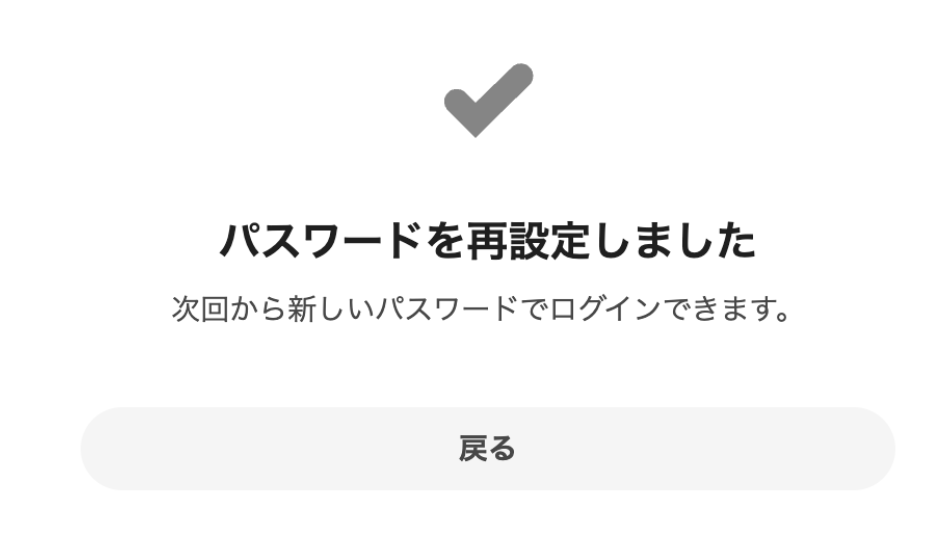 パスワードを再設定しました
次回から新しいパスワードでログインできます。
戻る